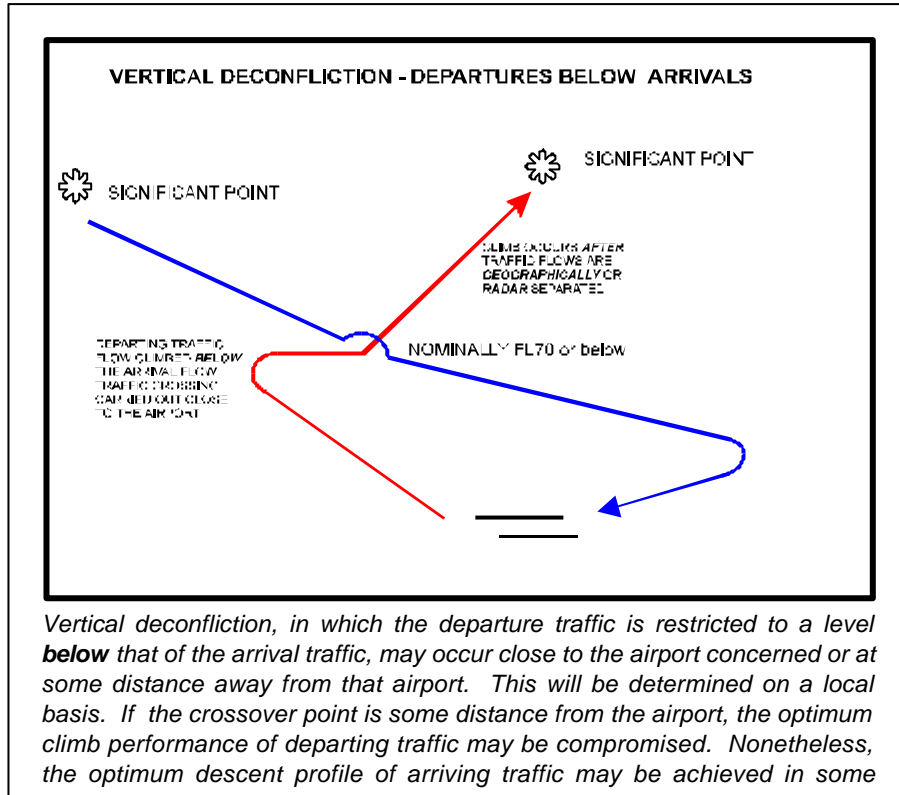 VERTICAL DECONFLICTION - DEPARTURES BELOW ARRIVALS
SIGNIFICANT POINT
SIGNIFICANT POINT
CLIMB OCCURS AFTER
TRAFFIC FLOWS ARE
GEOGRAPHICALLY OR
RADAR SEPARATED
NOMINALLY FL70 or below
DEPARTING TRAFFIC
FLOW CLIMBED BELOW
THE ARRIVAL FLOW
TRAFFIC CROSSING
CARRIED OUT CLOSE
TO THE AIRPORT
Vertical deconfliction, in which the departure traffic is restricted to a level
below that of the arrival traffic, may occur close to the airport concerned or at
some distance away from that airport. This will be determined on a local
basis. If the crossover point is some distance from the airport, the optimum
climb performance of departing traffic may be compromised. Nonetheless,
the optimum descent profile of arriving traffic may be achieved in some